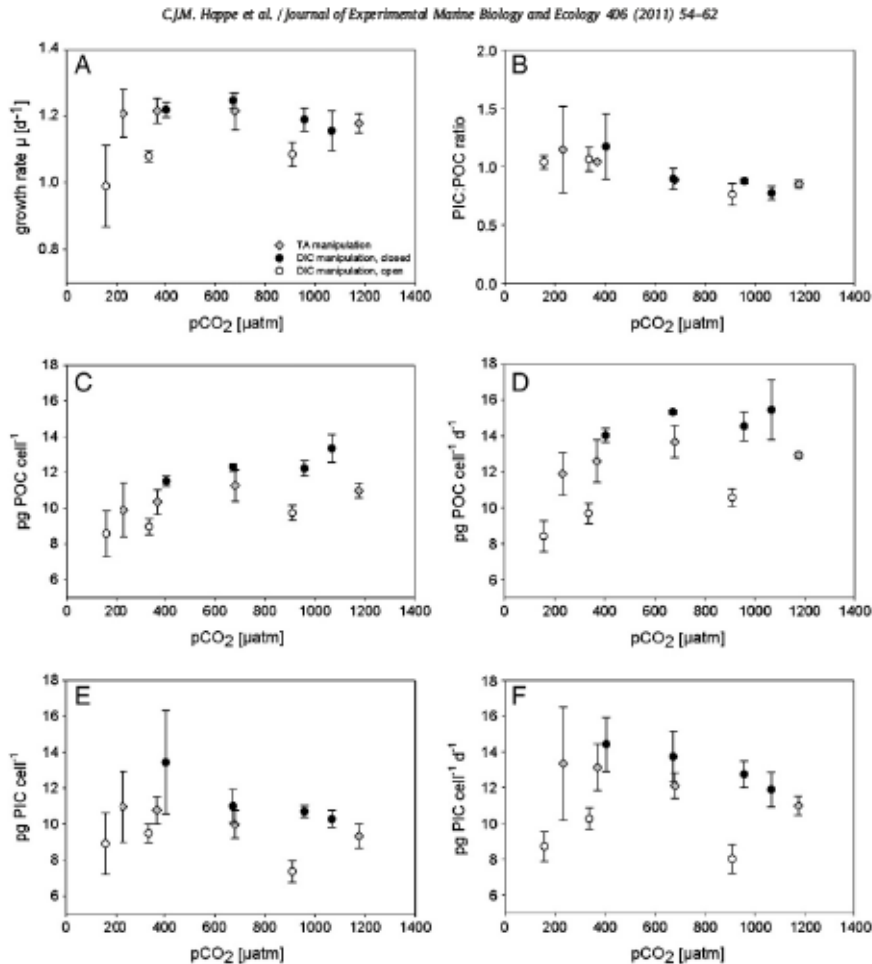 C.J.M. Hoppe et al. / Journal of Experimental Marine Biology and Ecology 406 (2011) 54–62
A
growth rate µ [d⁻¹]
1.4
1.2
1.0
0.8
TA manipulation
DIC manipulation, closed
DIC manipulation, open
0 200 400 600 800 1000 1200 1400
pCO₂ [µatm]
B
PIC:POC ratio
2.0
1.5
1.0
0.5
0.0
0 200 400 600 800 1000 1200 1400
pCO₂ [µatm]
C
pg POC cell⁻¹
18
16
14
12
10
8
6
0 200 400 600 800 1000 1200 1400
pCO₂ [µatm]
D
pg POC cell⁻¹ d⁻¹
18
16
14
12
10
8
6
0 200 400 600 800 1000 1200 1400
pCO₂ [µatm]
E
pg PIC cell⁻¹
18
16
14
12
10
8
6
0 200 400 600 800 1000 1200 1400
pCO₂ [µatm]
F
pg PIC cell⁻¹ d⁻¹
18
16
14
12
10
8
6
0 200 400 600 800 1000 1200 1400
pCO₂ [µatm]